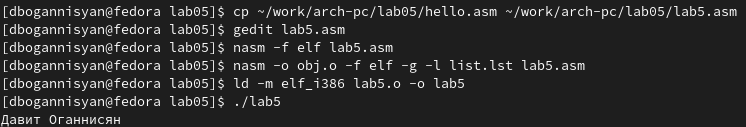 [dbogannisyan@fedora lab05]$ cp ~/work/arch-pc/lab05/hello.asm ~/work/arch-pc/lab05/lab5.asm
[dbogannisyan@fedora lab05]$ gedit lab5.asm
[dbogannisyan@fedora lab05]$ nasm -f elf lab5.asm
[dbogannisyan@fedora lab05]$ nasm -o obj.o -f elf -g -l list.lst lab5.asm
[dbogannisyan@fedora lab05]$ ld -m elf_i386 lab5.o -o lab5
[dbogannisyan@fedora lab05]$ ./lab5
Давит Оганнисян